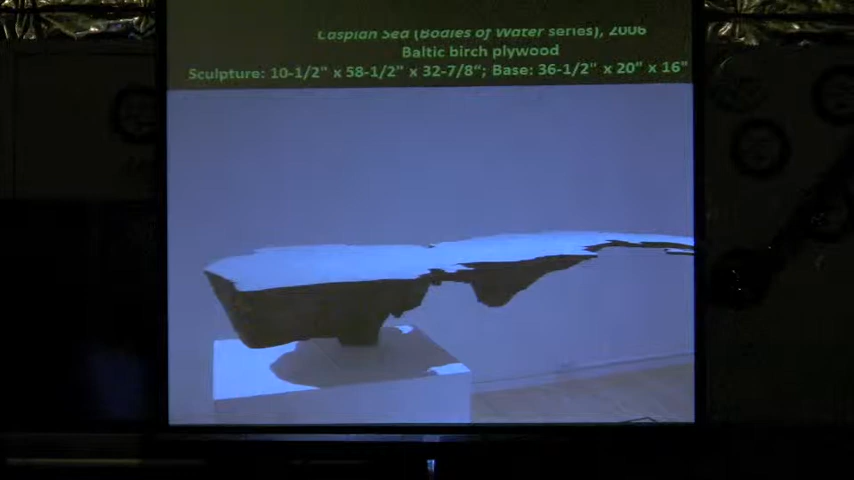 Caspian Sea (Bodies of Water series), 2006
Baltic birch plywood
Sculpture: 10-1/2" x 58-1/2" x 32-7/8"; Base: 36-1/2" x 20" x 16"